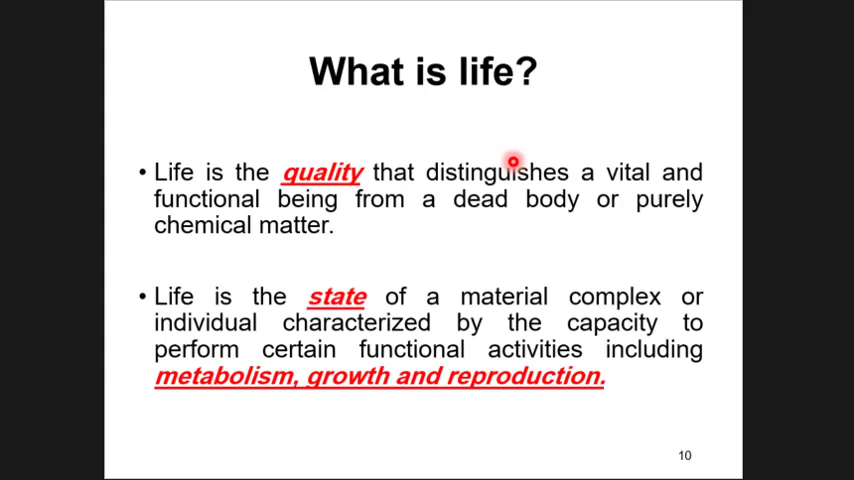 What is life?
• Life is the quality that distinguishes a vital and
functional being from a dead body or purely
chemical matter.
• Life is the state of a material complex or
individual characterized by the capacity to
perform certain functional activities including
metabolism, growth and reproduction.
10